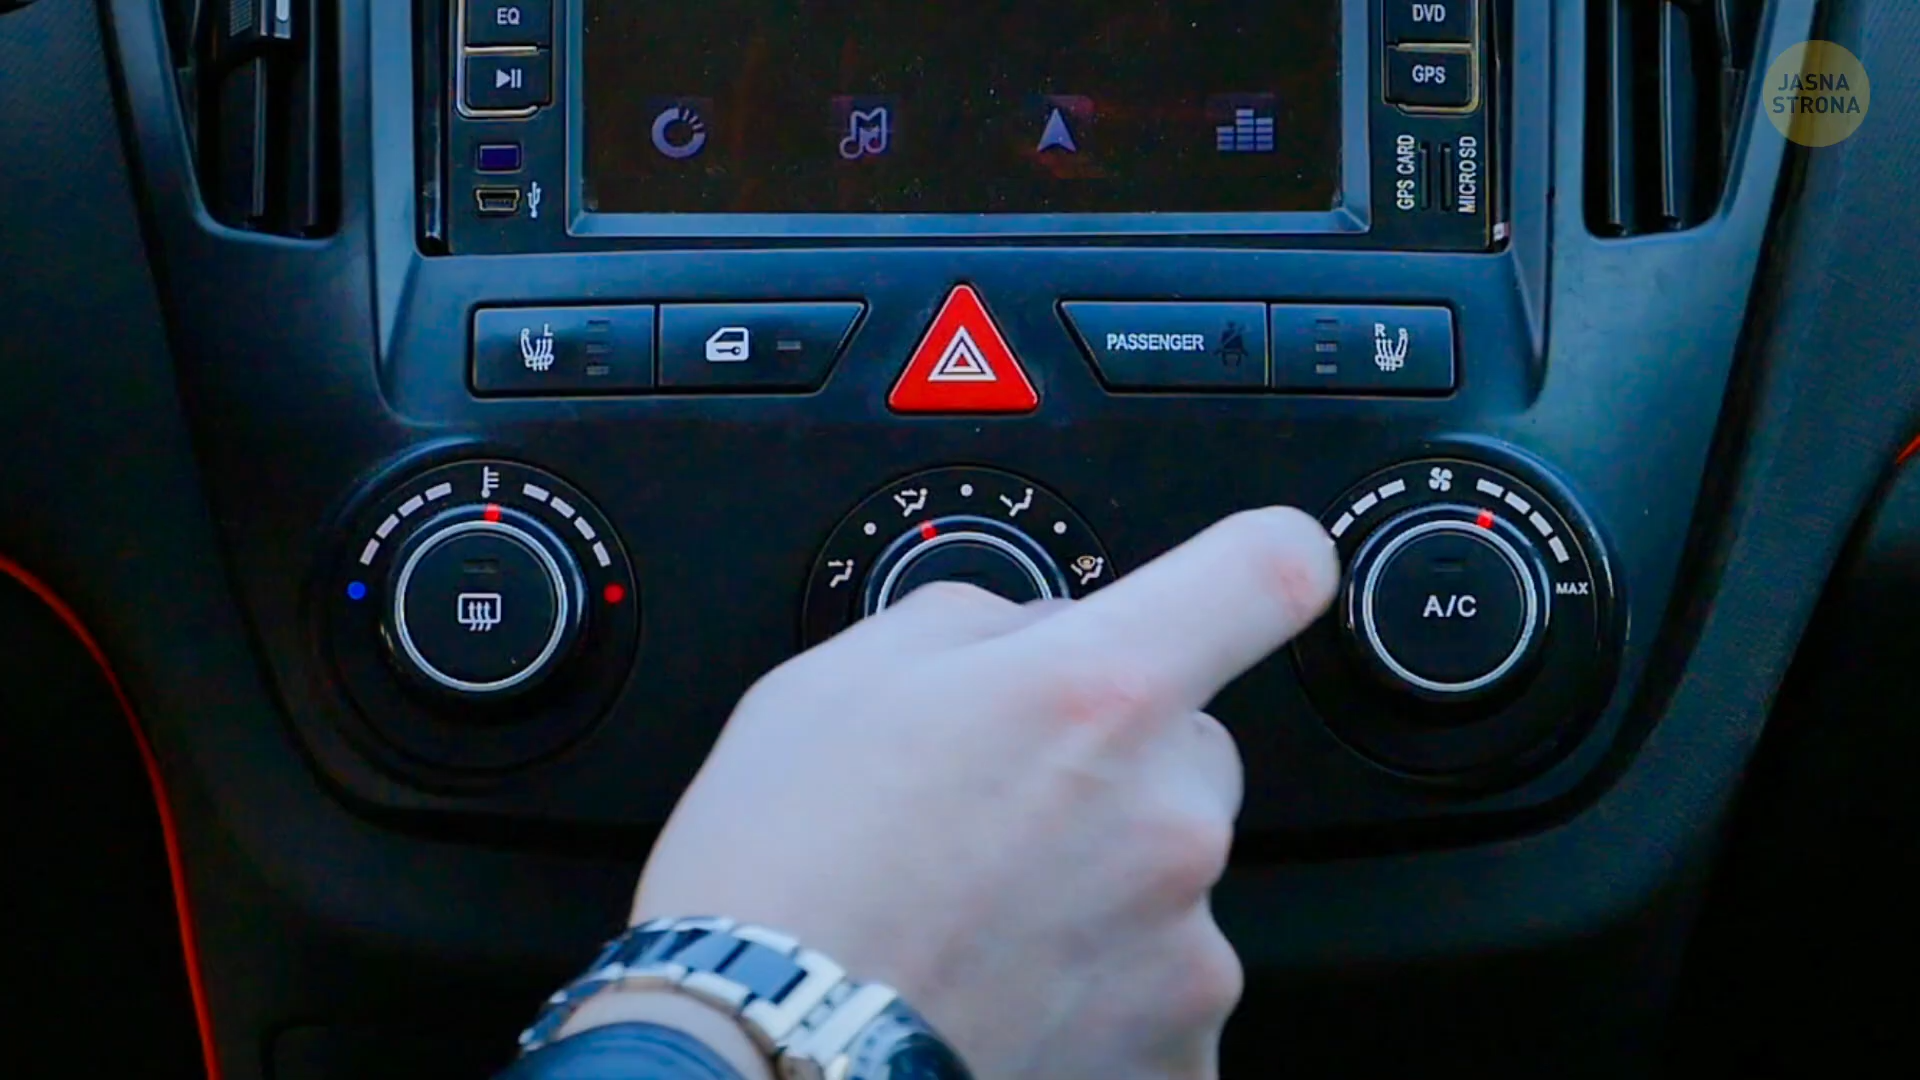 EQ
DVD
GPS
JASNA
STRONA
GPS CARD
MICRO SD
L
PASSENGER
R
A/C
MAX